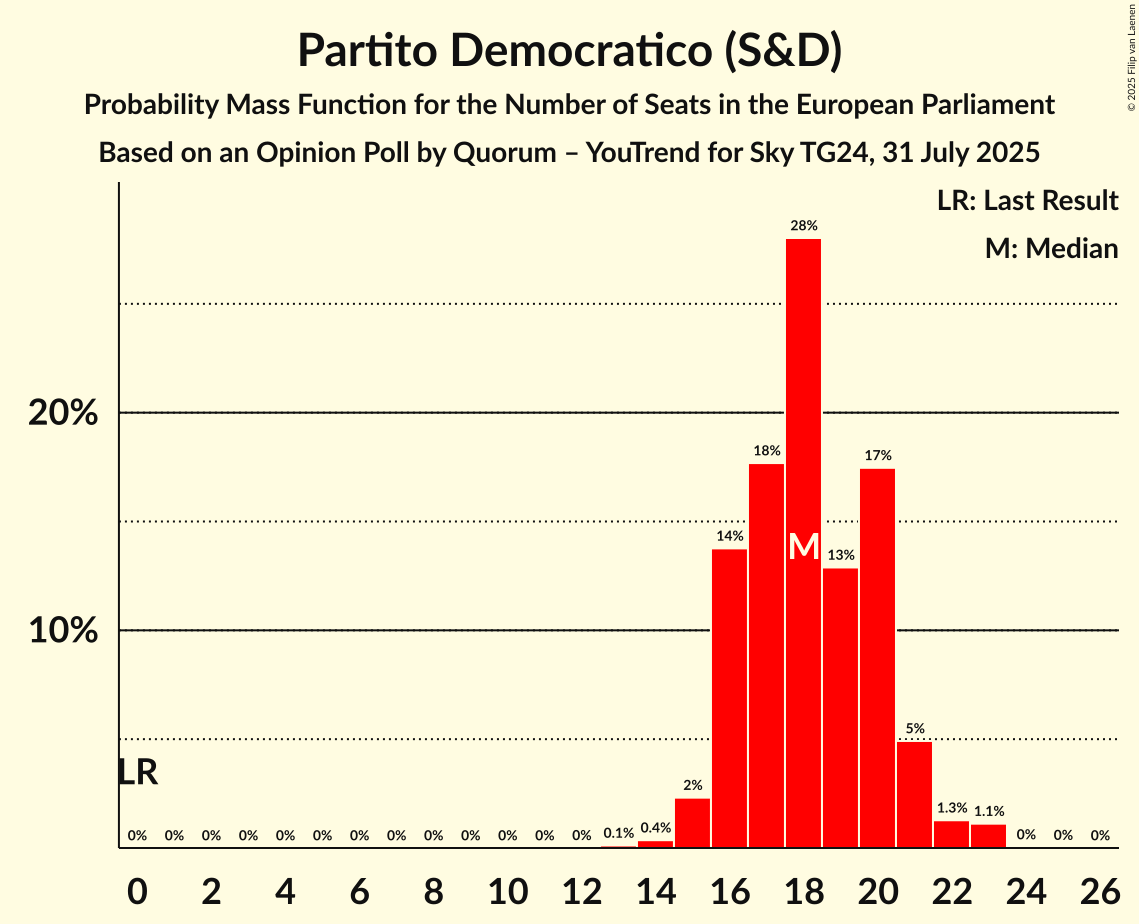 Partito Democratico (S&D)
Probability Mass Function for the Number of Seats in the European Parliament
Based on an Opinion Poll by Quorum – YouTrend for Sky TG24, 31 July 2025
© 2025 Filip van Laenen
LR: Last Result
M: Median
20%
10%
LR
M
0% 0% 0% 0% 0% 0% 0% 0% 0% 0% 0% 0% 0% 0.1% 0.4% 2% 14% 18% 28% 13% 17% 5% 1.3% 1.1% 0% 0% 0%
0 2 4 6 8 10 12 14 16 18 20 22 24 26